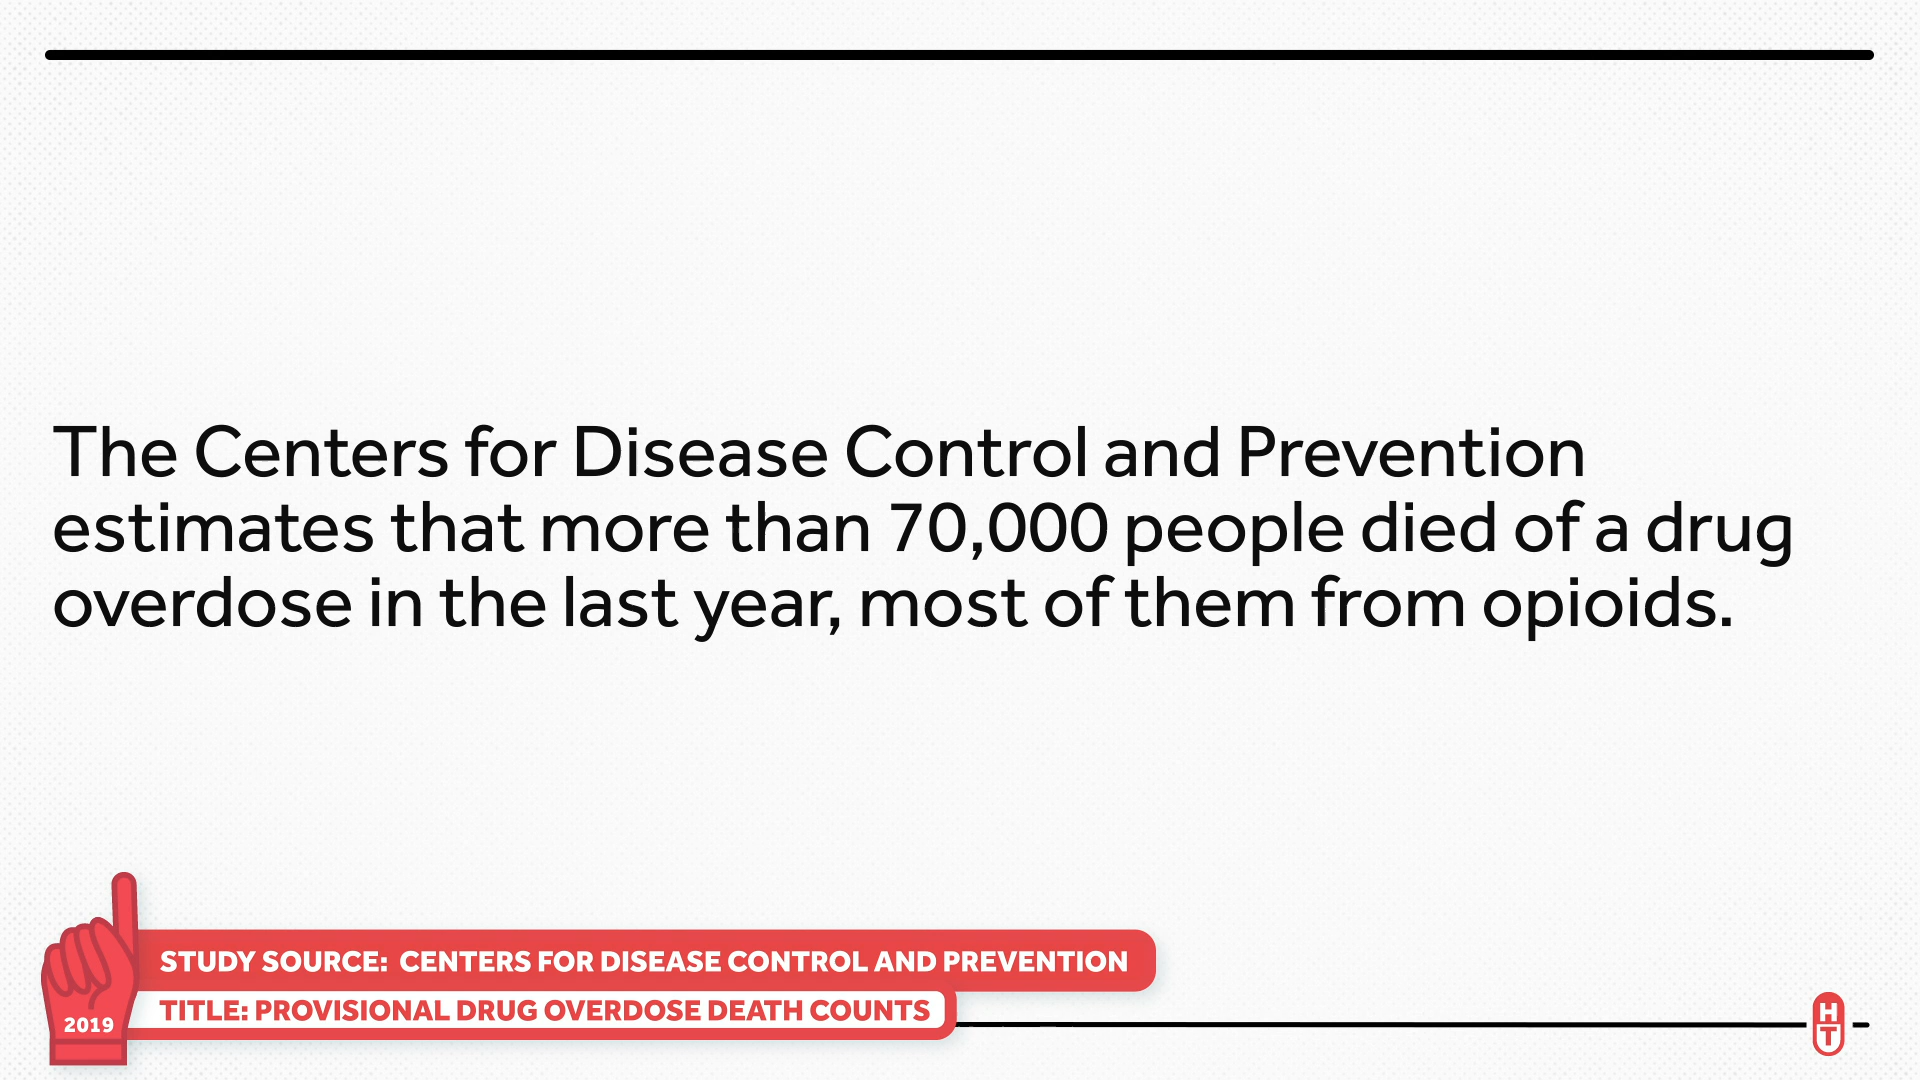 The Centers for Disease Control and Prevention
estimates that more than 70,000 people died of a drug
overdose in the last year, most of them from opioids.
STUDY SOURCE: CENTERS FOR DISEASE CONTROL AND PREVENTION
TITLE: PROVISIONAL DRUG OVERDOSE DEATH COUNTS
2019
H
T